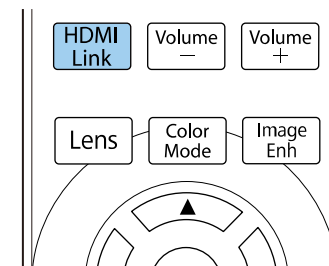 HDMI
Link
Volume
−
Volume
+
Lens
Color
Mode
Image
Enh